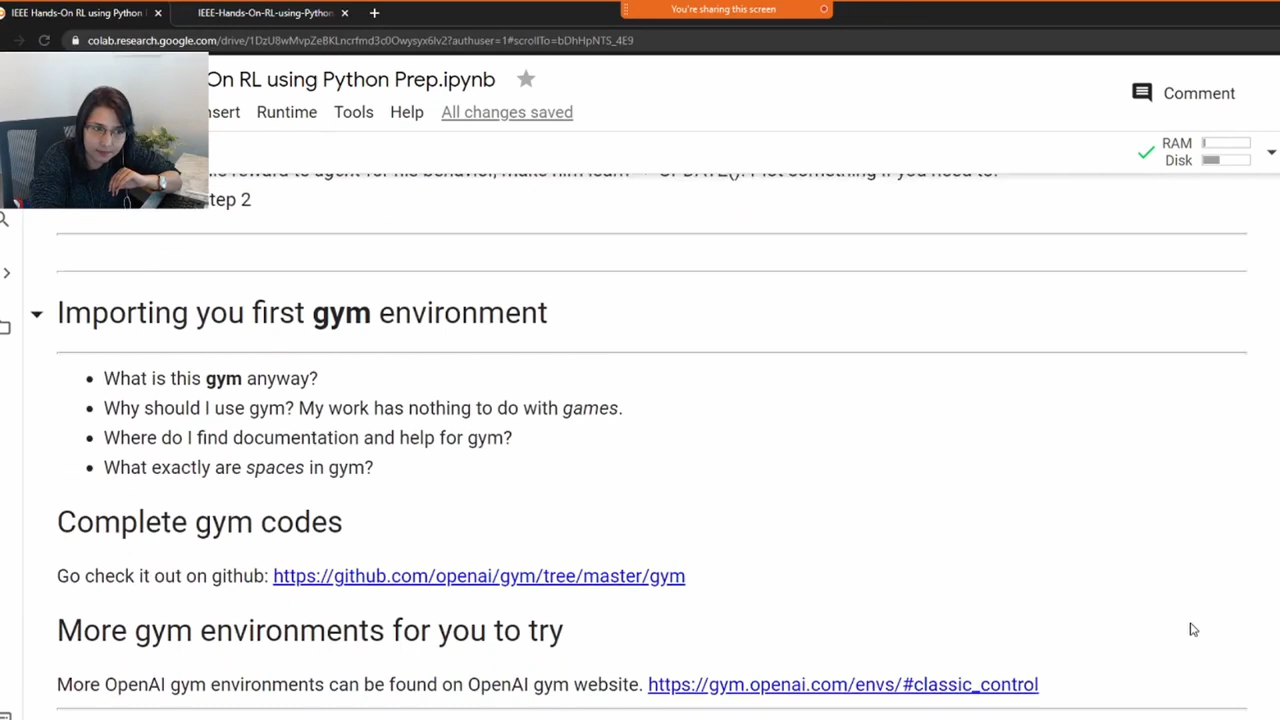 IEEE Hands-On RL using Python
IEEE-Hands-On-RL-using-Python
You're sharing this screen
colab.research.google.com/drive/1DzU8wMvpZeBKLncrfmd3c0Owysyx6lv2?authuser=1#scrollTo=bDhHpNTS_4E9
On RL using Python Prep.ipynb
Comment
nsert Runtime Tools Help All changes saved
RAM
Disk
tep 2
Importing you first gym environment
• What is this gym anyway?
• Why should I use gym? My work has nothing to do with games.
• Where do I find documentation and help for gym?
• What exactly are spaces in gym?
Complete gym codes
Go check it out on github: https://github.com/openai/gym/tree/master/gym
More gym environments for you to try
More OpenAI gym environments can be found on OpenAI gym website. https://gym.openai.com/envs/#classic_control